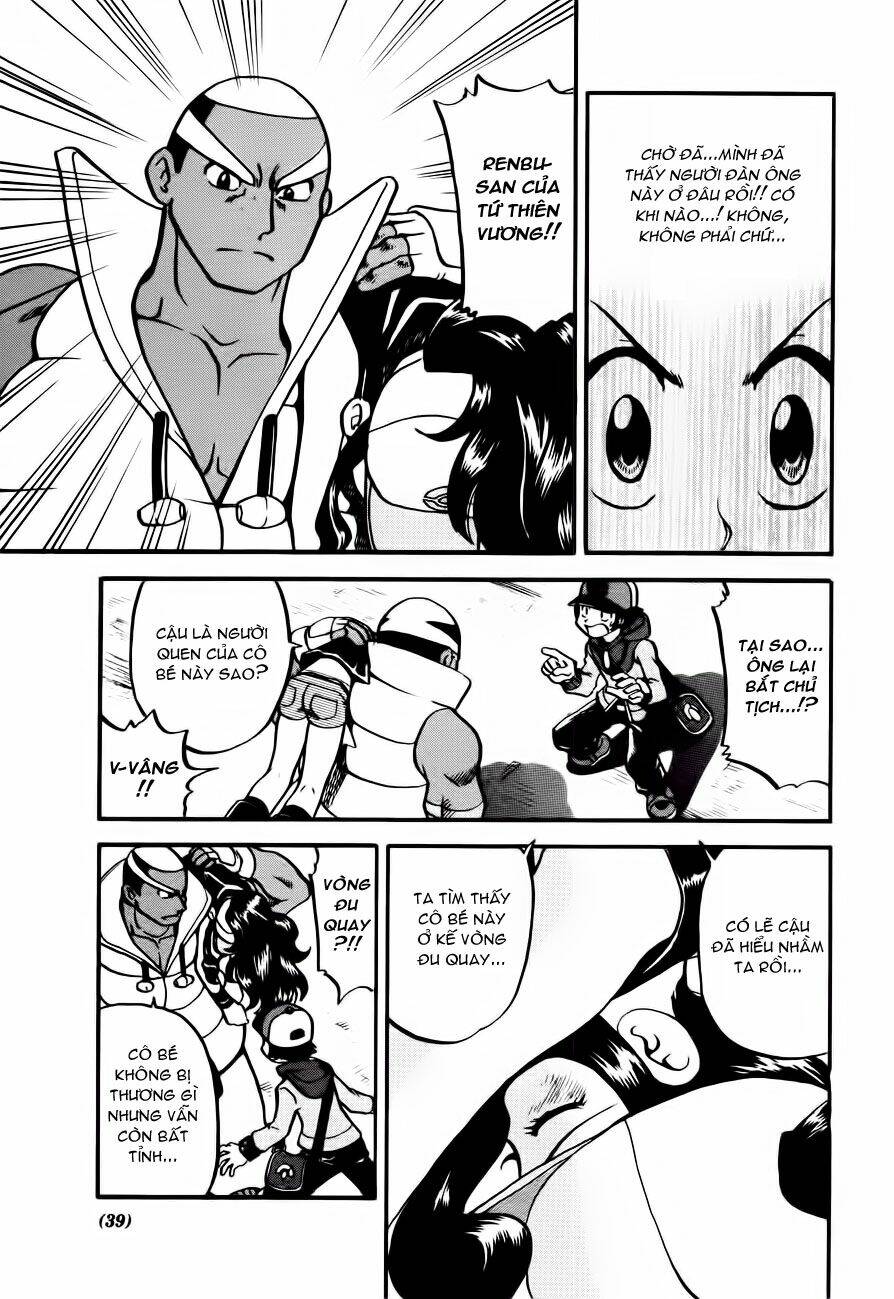 CHỜ ĐÃ...MÌNH ĐÃ
THẤY NGƯỜI ĐÀN ÔNG
NÀY Ở ĐÂU RỒI!! CÓ
KHI NÀO...! KHÔNG,
KHÔNG PHẢI CHỨ...
RENBU-
SAN CỦA
TỨ THIÊN
VƯƠNG!!
TẠI SAO...
ÔNG LẠI
BẮT CHỦ
TỊCH...!?
CẬU LÀ NGƯỜI
QUEN CỦA CÔ
BÉ NÀY SAO?
V-VÂNG
!!
CÓ LẼ CẬU
ĐÃ HIỂU NHẦM
TA RỒI...
TA TÌM THẤY
CÔ BÉ NÀY
Ở KẾ VÒNG
ĐU QUAY...
VÒNG
ĐU
QUAY
?!!
CÔ BÉ
KHÔNG BỊ
THƯƠNG GÌ
NHƯNG VẪN
CÒN BẤT
TỈNH...
(39)